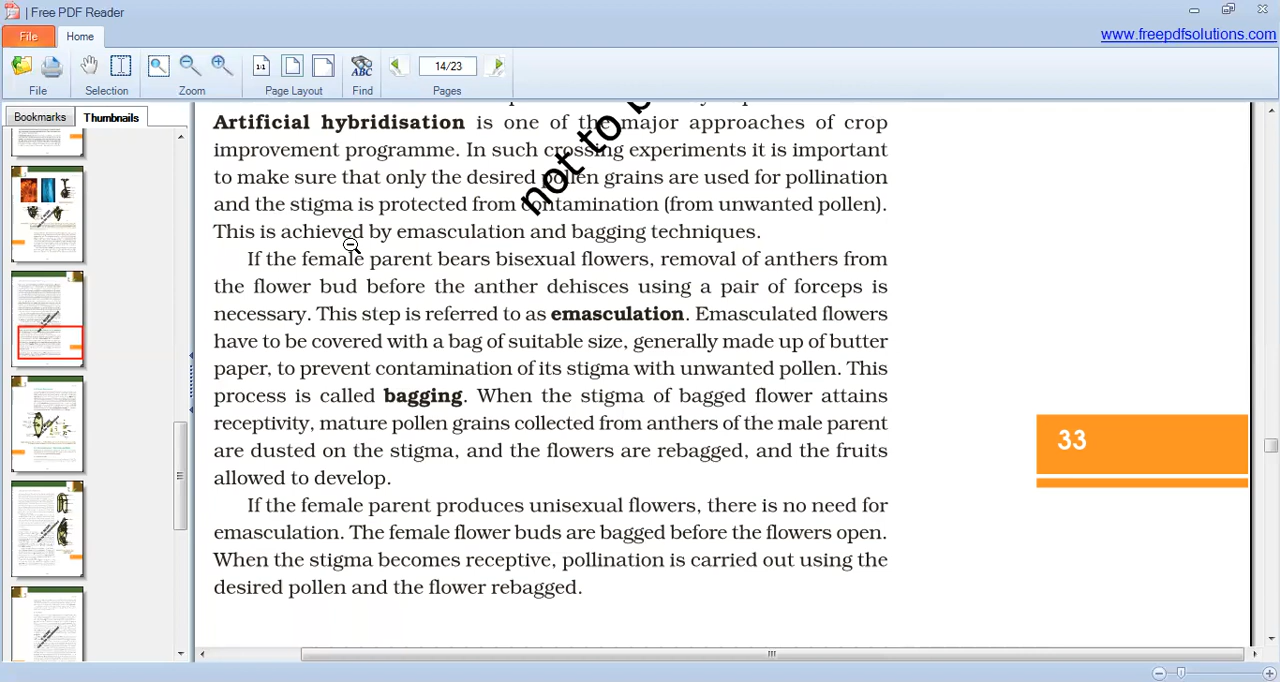 | Free PDF Reader
File
Home
www.freepdfsolutions.com
14/23
File
Selection
Zoom
Page Layout
Find
Pages
Bookmarks
Thumbnails
Artificial hybridisation is one of the major approaches of crop
improvement programme. In such crossing experiments it is important
to make sure that only the desired pollen grains are used for pollination
and the stigma is protected from contamination (from unwanted pollen).
This is achieved by emasculation and bagging techniques.
If the female parent bears bisexual flowers, removal of anthers from
the flower bud before the anther dehisces using a pair of forceps is
necessary. This step is referred to as emasculation. Emasculated flowers
have to be covered with a bag of suitable size, generally made up of butter
paper, to prevent contamination of its stigma with unwanted pollen. This
process is called bagging. When the stigma of bagged flower attains
receptivity, mature pollen grains collected from anthers of the male parent
are dusted on the stigma, and the flowers are rebagged, and the fruits
allowed to develop.
If the female parent produces unisexual flowers, there is no need for
emasculation. The female flower buds are bagged before the flowers open.
When the stigma becomes receptive, pollination is carried out using the
desired pollen and the flower rebagged.
not to
33